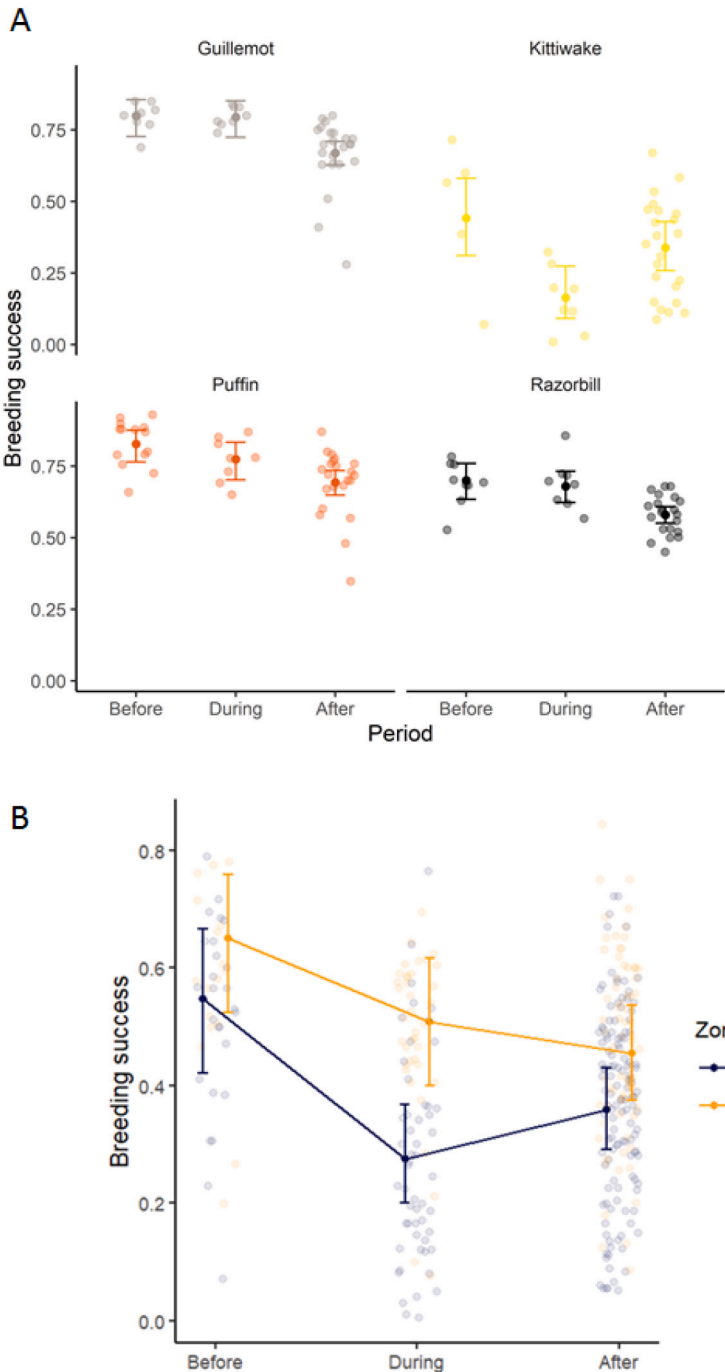 A
Guillemot
Kittiwake
0.75
0.50
0.25
0.00
Breeding success
Puffin
Razorbill
0.75
0.50
0.25
0.00
Before
During
After
Before
During
After
Period
B
0.8
0.6
0.4
0.2
0.0
Breeding success
Zor
Before
During
After